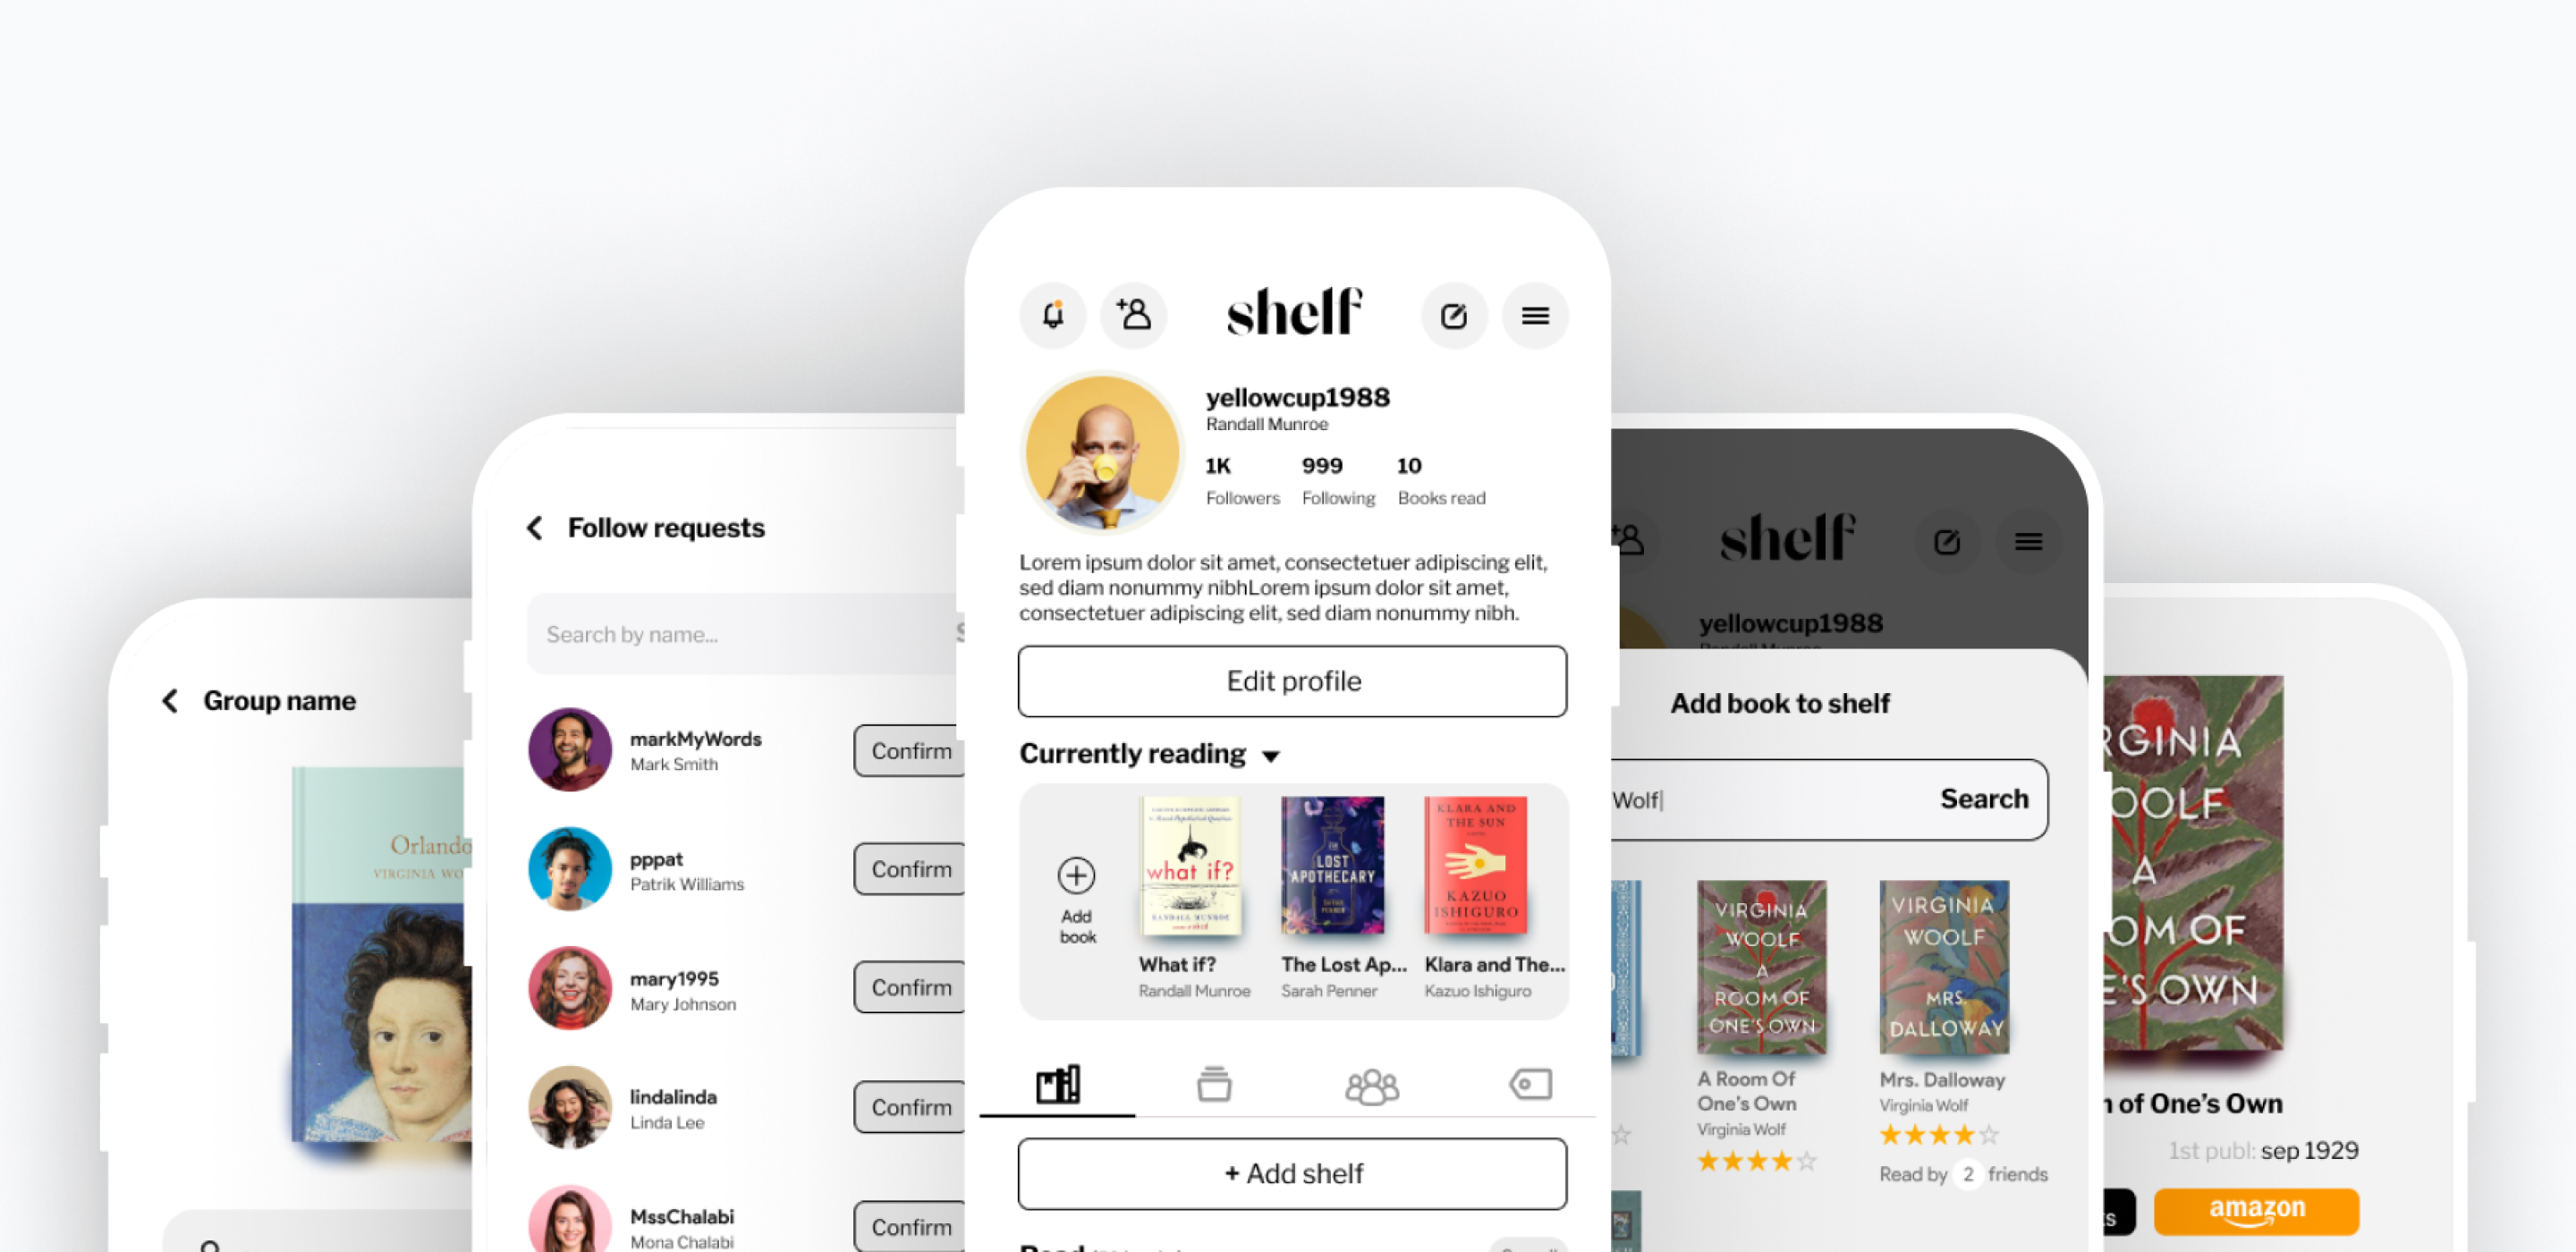 Group name
Orlando
VIRGINIA WO
Follow requests
Search by name...
markMyWords
Mark Smith
Confirm
pppat
Patrik Williams
Confirm
mary1995
Mary Johnson
Confirm
lindalinda
Linda Lee
Confirm
MssChalabi
Mona Chalabi
Confirm
shelf
yellowcup1988
Randall Munroe
1K 999 10
Followers Following Books read
Lorem ipsum dolor sit amet, consectetuer adipiscing elit,
sed diam nonummy nibhLorem ipsum dolor sit amet,
consectetuer adipiscing elit, sed diam nonummy nibh.
Edit profile
Currently reading
Add
book
what if?
RANDALL MUNROE
What if?
Randall Munroe
THE
LOST
APOTHECARY
SARAH
PENNER
The Lost Ap...
Sarah Penner
KLARA AND
THE SUN
KAZUO
ISHIGURO
Klara and The...
Kazuo Ishiguro
+ Add shelf
shelf
yellowcup1988
Add book to shelf
Wolf
Search
VIRGINIA
WOOLF
A
ROOM OF
ONE'S OWN
A Room Of
One's Own
Virginia Wolf
VIRGINIA
WOOLF
MRS.
DALLOWAY
Mrs. Dalloway
Virginia Wolf
Read by 2 friends
RGINIA
OOLF
A
OM OF
E'S OWN
of One's Own
1st publ: sep 1929
amazon